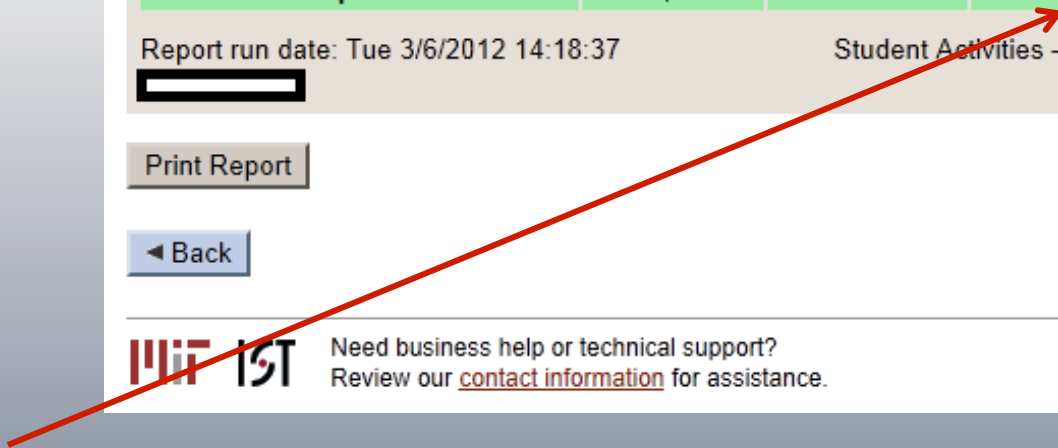 Report run date: Tue 3/6/2012 14:18:37 Student Activities -
Print Report
◄ Back
MIT IST Need business help or technical support?
Review our contact information for assistance.